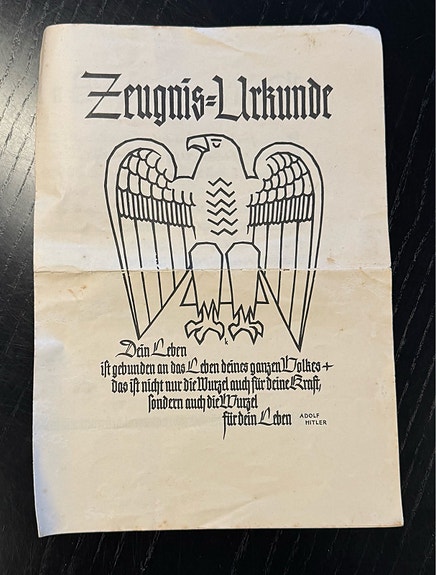 Zeugnis=Urkunde
k
Dein Leben
ist gebunden an das Leben deines ganzen Volkes +
das ist nicht nur die Wurzel auch für deine Kraft,
sondern auch die Wurzel
für dein Leben
ADOLF
HITLER